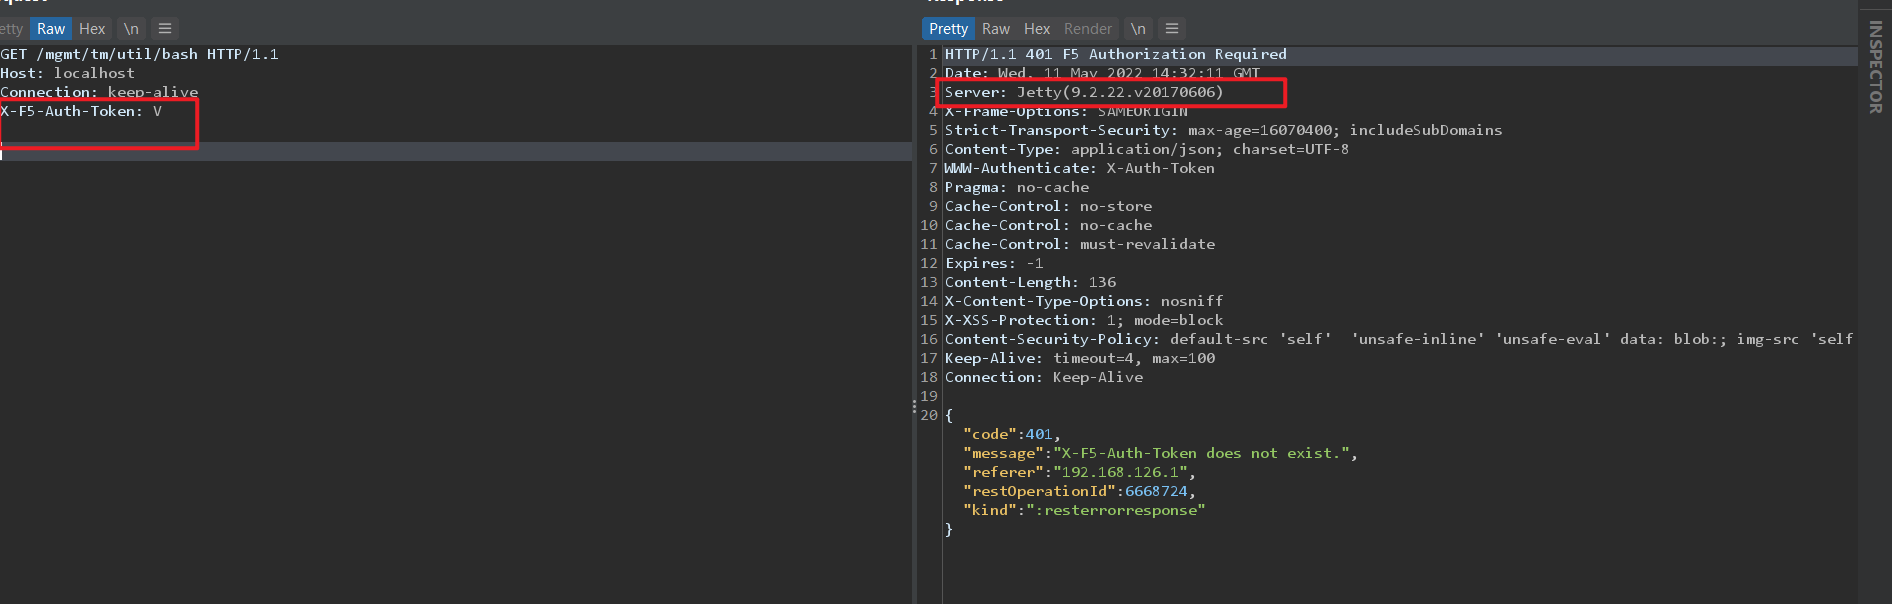 etty Raw Hex \n
GET /mgmt/tm/util/bash HTTP/1.1
Host: localhost
Connection: keep-alive
X-F5-Auth-Token: V
Pretty Raw Hex Render \n
1 HTTP/1.1 401 F5 Authorization Required
2 Date: Wed, 11 May 2022 14:32:11 GMT
3 Server: Jetty(9.2.22.v20170606)
4 X-Frame-Options: SAMEORIGIN
5 Strict-Transport-Security: max-age=16070400; includeSubDomains
6 Content-Type: application/json; charset=UTF-8
7 WWW-Authenticate: X-Auth-Token
8 Pragma: no-cache
9 Cache-Control: no-store
10 Cache-Control: no-cache
11 Cache-Control: must-revalidate
12 Expires: -1
13 Content-Length: 136
14 X-Content-Type-Options: nosniff
15 X-XSS-Protection: 1; mode=block
16 Content-Security-Policy: default-src 'self'  'unsafe-inline' 'unsafe-eval' data: blob:; img-src 'self
17 Keep-Alive: timeout=4, max=100
18 Connection: Keep-Alive
19
20 {
"code":401,
"message":"X-F5-Auth-Token does not exist.",
"referer":"192.168.126.1",
"restOperationId":6668724,
"kind":":resterrorresponse"
}
INSPECTOR